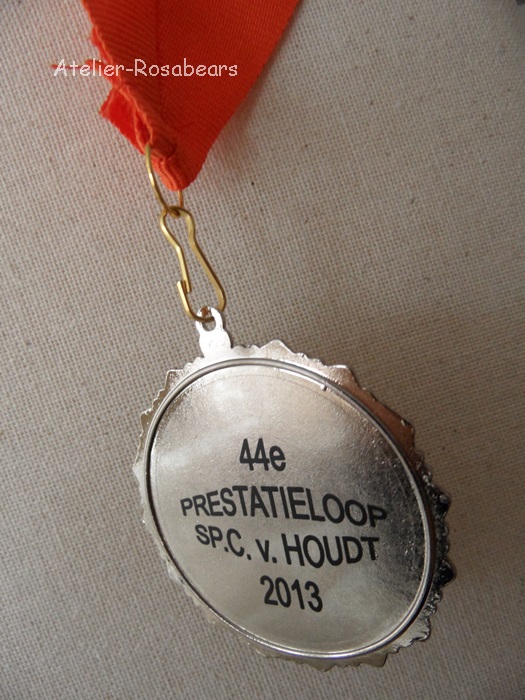 Atelier-Rosabears
44e
PRESTATIELOOP
SP.C. v. HOUDT
2013